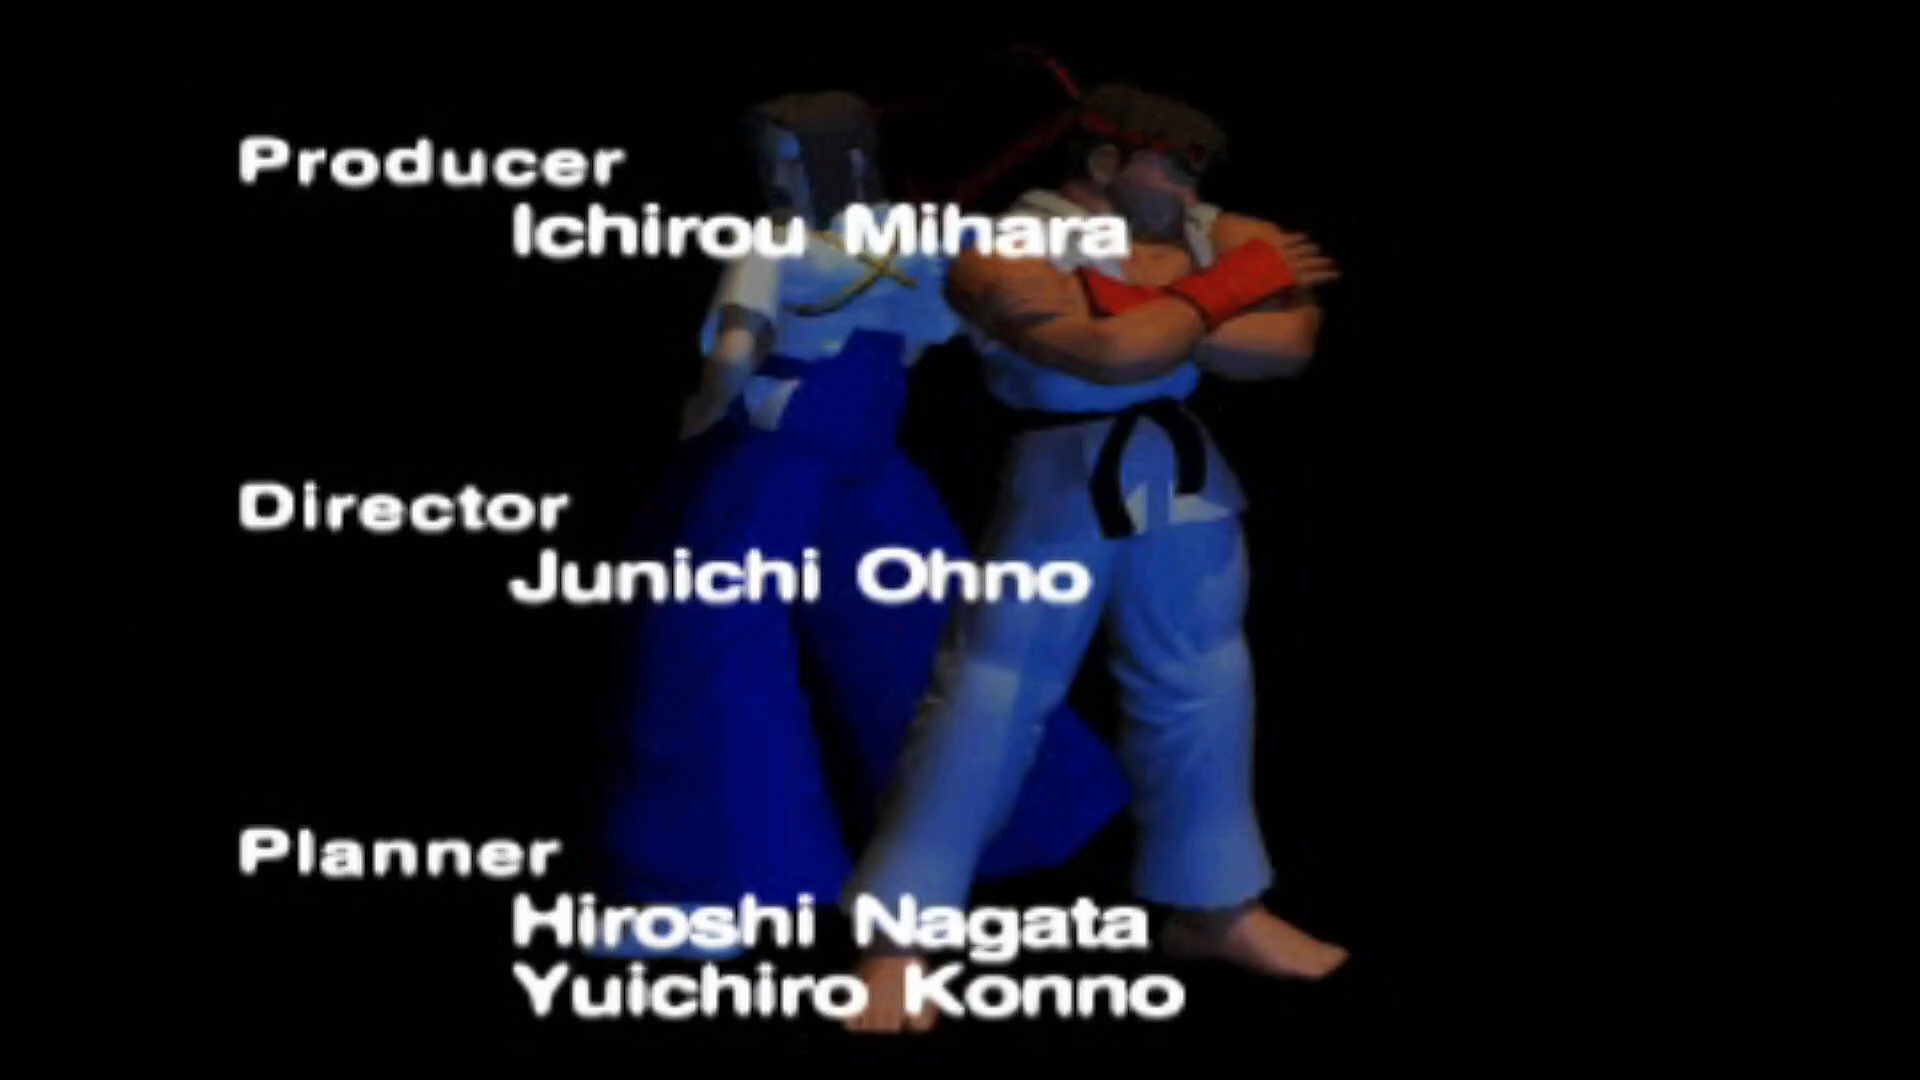 Producer
Ichirou Mihara
Director
Junichi Ohno
Planner
Hiroshi Nagata
Yuichiro Konno